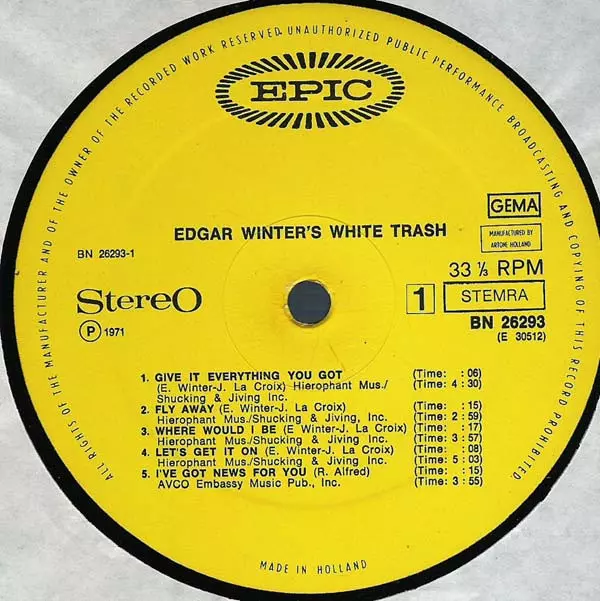 ALL RIGHTS OF THE MANUFACTURER AND OF THE OWNER OF THE RECORDED WORK RESERVED. UNAUTHORIZED PUBLIC PERFORMANCE BROADCASTING AND COPYING OF THIS RECORD PROHIBITED
EPIC
GEMA
EDGAR WINTER'S WHITE TRASH
MANUFACTURED BY
ARTONE HOLLAND
BN 26293-1
33 ⅓ RPM
StereO
1 STEMRA
Ⓟ 1971
BN 26293
(E 30512)
1. GIVE IT EVERYTHING YOU GOT (Time: : 06)
(E. Winter-J. La Croix) Hierophant Mus./ (Time: 4 : 30)
Shucking & Jiving Inc.
2. FLY AWAY (E. Winter-J. La Croix) (Time: : 15)
Hierophant Mus./Shucking & Jiving, Inc. (Time: 2 : 59)
3. WHERE WOULD I BE (E Winter-J. La Croix) (Time: : 17)
Hierophant Mus./Shucking & Jiving, Inc. (Time: 3 : 57)
4. LET'S GET IT ON (E. Winter-J. La Croix) (Time: : 08)
Hierophant Mus./Shucking & Jiving, Inc. (Time: 5 : 03)
5. I'VE GOT NEWS FOR YOU (R. Alfred) (Time: : 15)
AVCO Embassy Music Pub., Inc. (Time: 3 : 55)
MADE IN HOLLAND